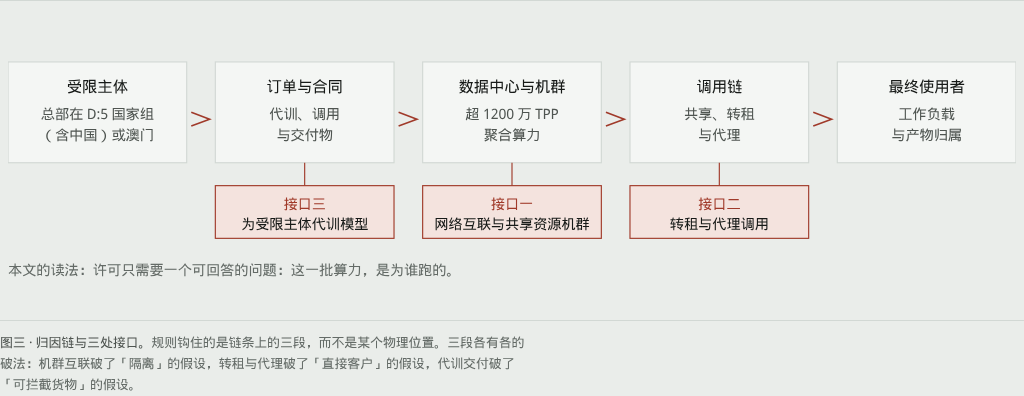 受限主体
总部在 D:5 国家组
（含中国）或澳门
订单与合同
代训、调用
与交付物
数据中心与机群
超 1200 万 TPP
聚合算力
调用链
共享、转租
与代理
最终使用者
工作负载
与产物归属
接口三
为受限主体代训模型
接口一
网络互联与共享资源机群
接口二
转租与代理调用
本文的读法：许可只需要一个可回答的问题：这一批算力，是为谁跑的。
图三 · 归因链与三处接口。规则钩住的是链条上的三段，而不是某个物理位置。三段各有各的
破法：机群互联破了「隔离」的假设，转租与代理破了「直接客户」的假设，代训交付破了
「可拦截货物」的假设。